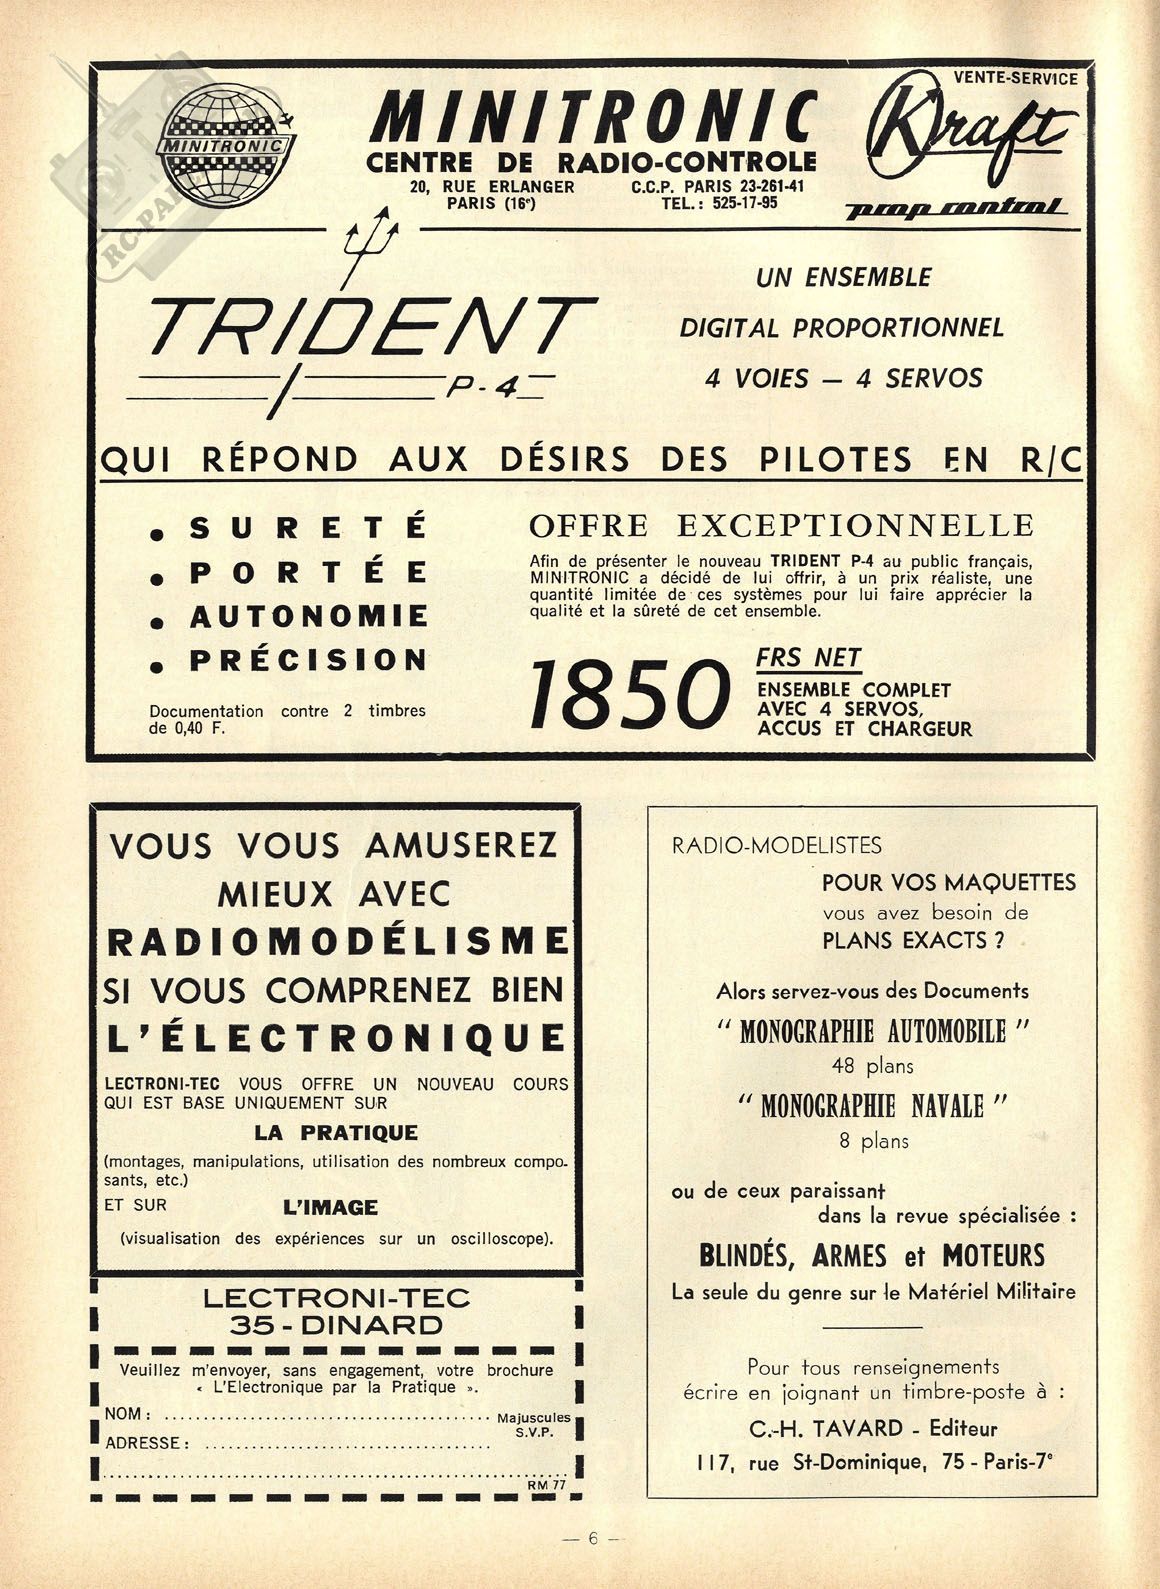 MINITRONIC
RC-PA
MINITRONIC
CENTRE DE RADIO-CONTROLE
20, RUE ERLANGER C.C.P. PARIS 23-261-41
PARIS (16e) TEL. : 525-17-95
VENTE-SERVICE
Kraft
prop control
TRIDENT
P-4
UN ENSEMBLE
DIGITAL PROPORTIONNEL
4 VOIES — 4 SERVOS
QUI RÉPOND AUX DÉSIRS DES PILOTES EN R/C
• SURETÉ
• PORTÉE
• AUTONOMIE
• PRÉCISION
Documentation contre 2 timbres
de 0,40 F.
OFFRE EXCEPTIONNELLE
Afin de présenter le nouveau TRIDENT P-4 au public français,
MINITRONIC a décidé de lui offrir, à un prix réaliste, une
quantité limitée de ces systèmes pour lui faire apprécier la
qualité et la sûreté de cet ensemble.
1850
FRS NET
ENSEMBLE COMPLET
AVEC 4 SERVOS,
ACCUS ET CHARGEUR
VOUS VOUS AMUSEREZ
MIEUX AVEC
RADIOMODÉLISME
SI VOUS COMPRENEZ BIEN
L'ÉLECTRONIQUE
LECTRONI-TEC VOUS OFFRE UN NOUVEAU COURS
QUI EST BASE UNIQUEMENT SUR
LA PRATIQUE
(montages, manipulations, utilisation des nombreux compo-
sants, etc.)
ET SUR L'IMAGE
(visualisation des expériences sur un oscilloscope).
LECTRONI-TEC
35 - DINARD
Veuillez m'envoyer, sans engagement, votre brochure
« L'Electronique par la Pratique ».
NOM : .......................................... Majuscules
S.V.P.
ADRESSE : ..........................................
..........................................
RM 77
RADIO-MODELISTES
POUR VOS MAQUETTES
vous avez besoin de
PLANS EXACTS ?
Alors servez-vous des Documents
" MONOGRAPHIE AUTOMOBILE "
48 plans
" MONOGRAPHIE NAVALE "
8 plans
ou de ceux paraissant
dans la revue spécialisée :
BLINDÉS, ARMES et MOTEURS
La seule du genre sur le Matériel Militaire
Pour tous renseignements
écrire en joignant un timbre-poste à :
C.-H. TAVARD - Editeur
117, rue St-Dominique, 75 - Paris-7e
— 6 —